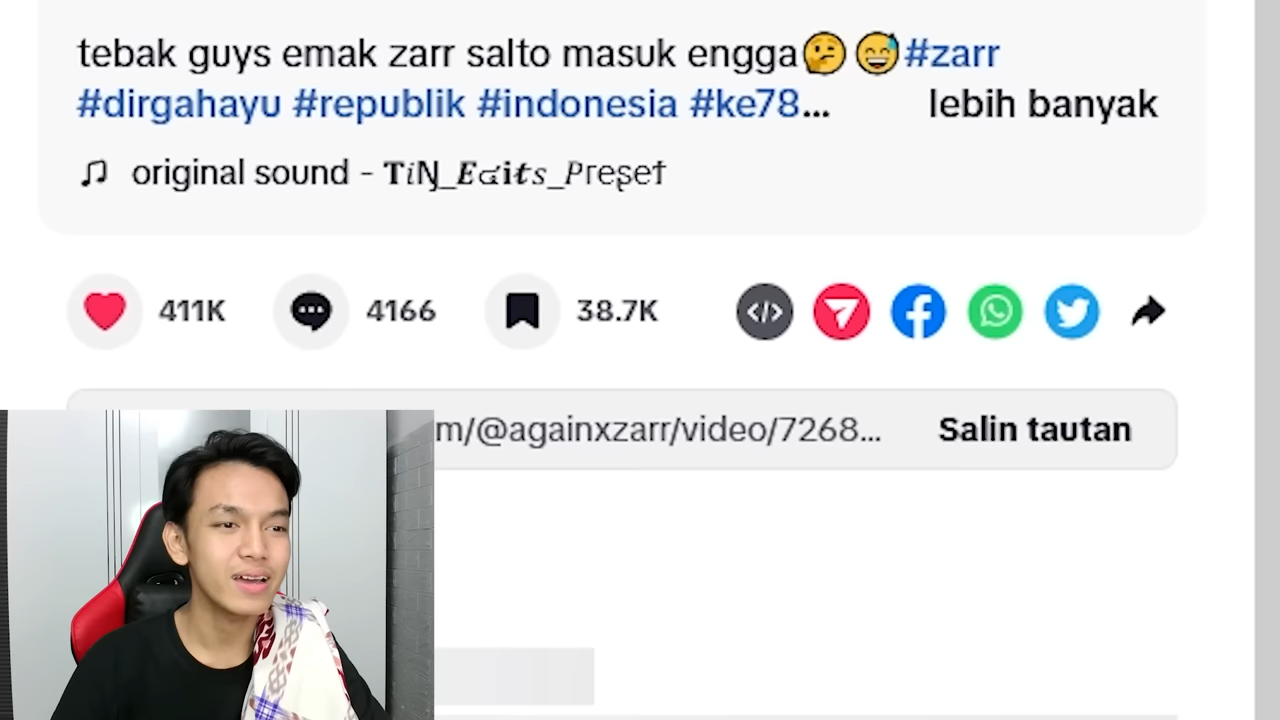 tebak guys emak zarr salto masuk engga🤔😅#zarr
#dirgahayu #republik #indonesia #ke78... lebih banyak
original sound - TiŊ_Edits_Preset
411K 4166 38.7K
m/@againxzarr/video/7268... Salin tautan